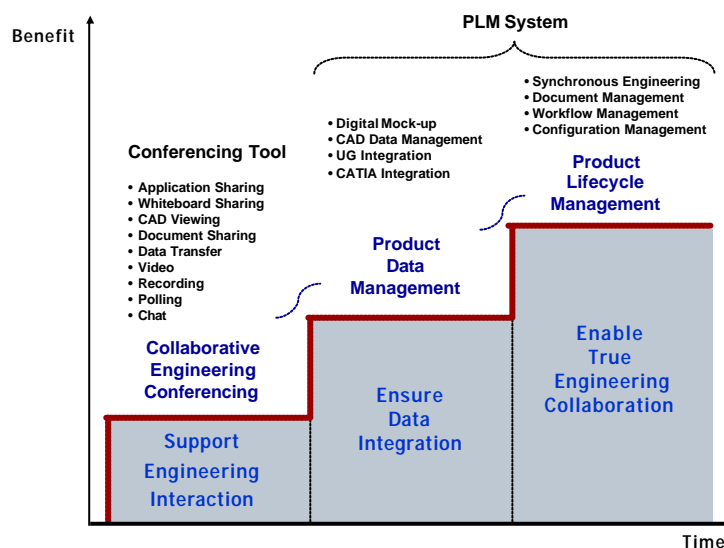 PLM System
Benefit
• Synchronous Engineering
• Document Management
• Workflow Management
• Configuration Management
• Digital Mock-up
• CAD Data Management
• UG Integration
• CATIA Integration
Conferencing Tool
• Application Sharing
• Whiteboard Sharing
• CAD Viewing
• Document Sharing
• Data Transfer
• Video
• Recording
• Polling
• Chat
Product
Lifecycle
Management
Product
Data
Management
Collaborative
Engineering
Conferencing
Enable
True
Engineering
Collaboration
Ensure
Data
Integration
Support
Engineering
Interaction
Time